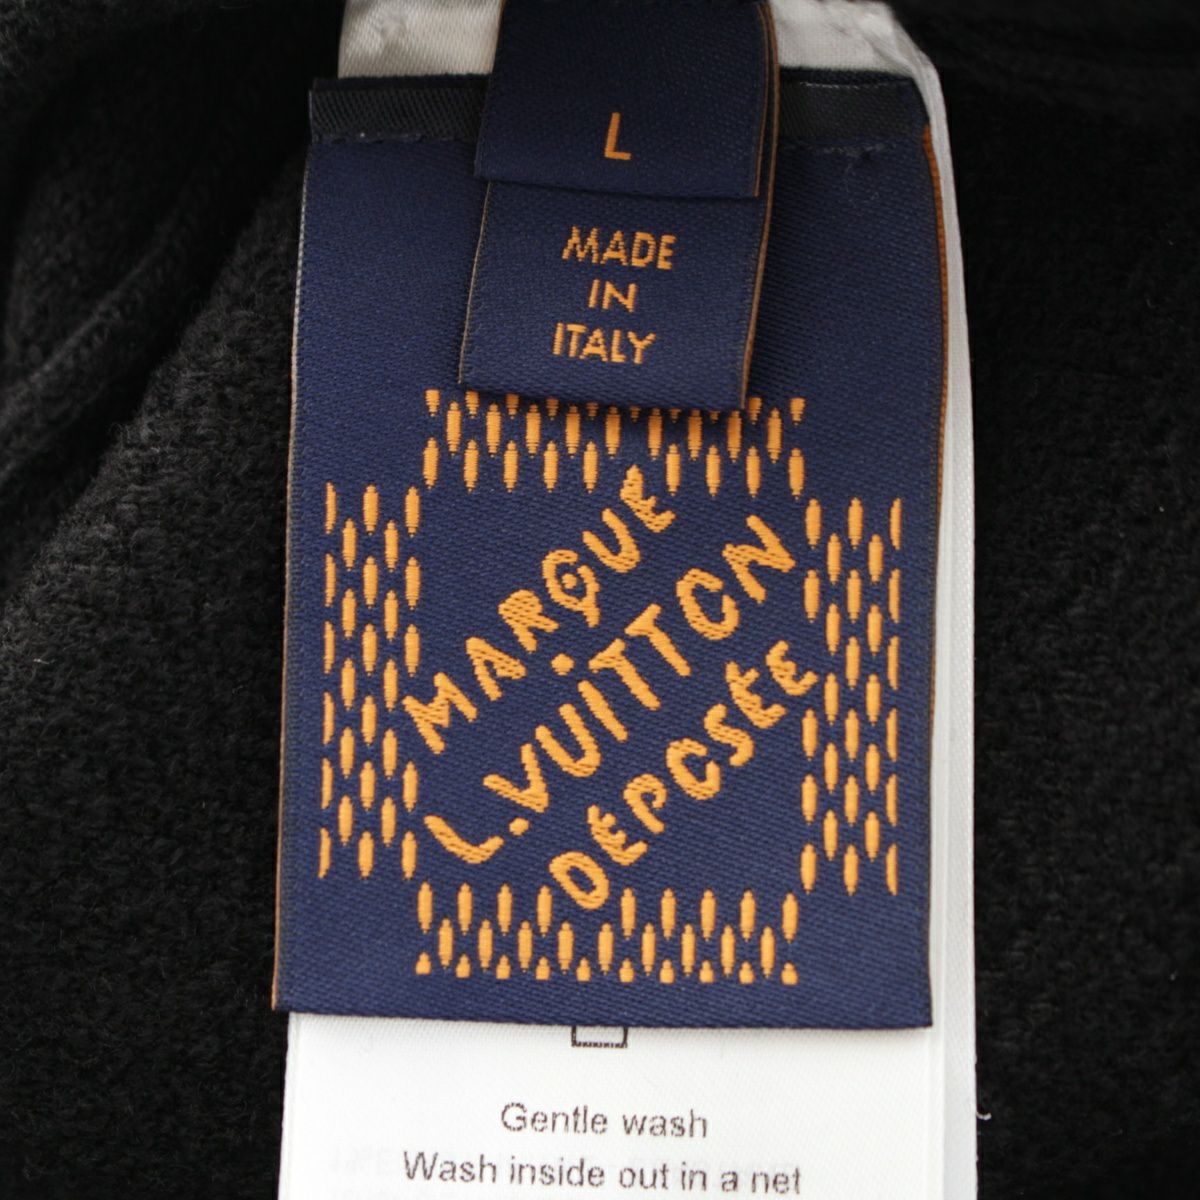 L
MADE
IN
ITALY
MARQUE
L.VUITTON
DÉPOSÉE
Gentle wash
Wash inside out in a net